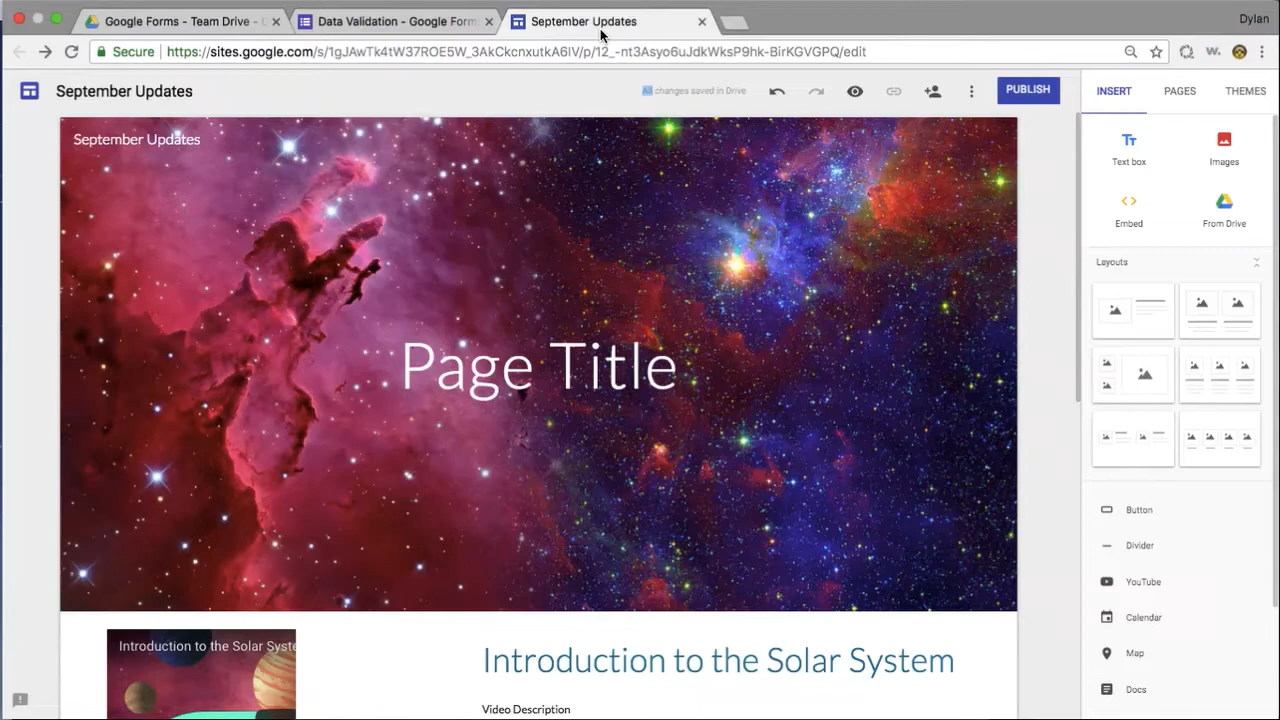 Google Forms - Team Drive -
Data Validation - Google Form
September Updates
Dylan
Secure
https://sites.google.com/s/1gJAwTk4tW37ROE5W_3AkCkcnxutkA6lV/p/12_-nt3Asyo6uJdkWksP9hk-BirKGVGPQ/edit
September Updates
All changes saved in Drive
PUBLISH
INSERT
PAGES
THEMES
September Updates
Page Title
Tт
Text box
Images
Embed
From Drive
Layouts
Button
Divider
YouTube
Calendar
Map
Docs
Introduction to the Solar Syste
Introduction to the Solar System
Video Description